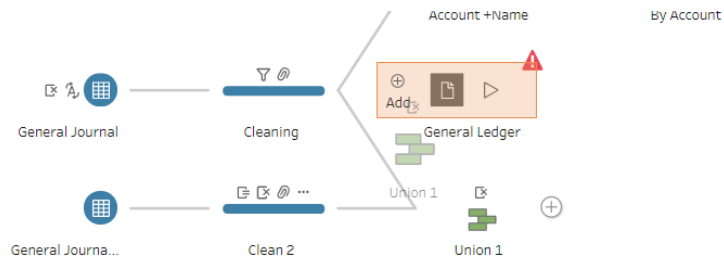 Account +Name
By Account
Add
General Journal
Cleaning
General Ledger
Union 1
General Journa...
Clean 2
Union 1